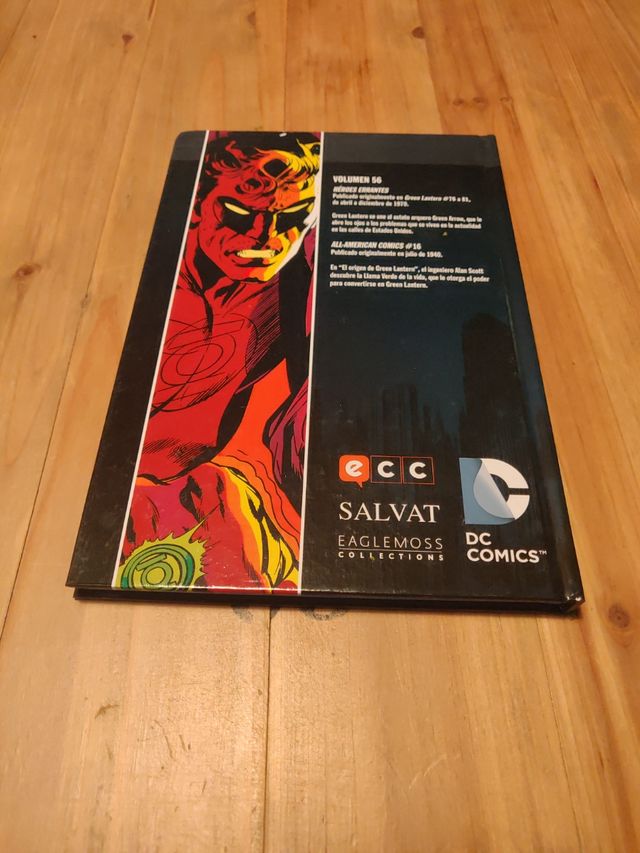 VOLUMEN 56
HÉROES ERRANTES
Publicado originalmente en Green Lantern #76 a 81,
de abril a diciembre de 1970.
Green Lantern se une al astuto arquero Green Arrow, que le
abre los ojos a los problemas que se viven en la actualidad
en las calles de Estados Unidos.
ALL-AMERICAN COMICS #16
Publicado originalmente en julio de 1940.
En "El origen de Green Lantern", el ingeniero Alan Scott
descubre la Llama Verde de la vida, que le otorga el poder
para convertirse en Green Lantern.
ecc
SALVAT
EAGLEMOSS
COLLECTIONS
DC
DC
COMICS™